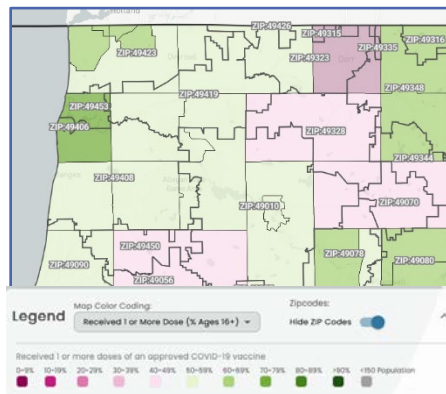 Holland
ZIP:49426
ZIP:49315
ZIP:49316
ZIP:49423
ZIP:49323
ZIP:49335
ZIP:49348
ZIP:49419
ZIP:49453
ZIP:49406
ZIP:49328
ZIP:49344
ZIP:49408
ZIP:49010
ZIP:49070
ZIP:49450
ZIP:49078
ZIP:49080
ZIP:49090
ZIP:49056
Legend
Map Color Coding:
Received 1 or More Dose (% Ages 16+)
Zipcodes:
Hide ZIP Codes
Received 1 or more doses of an approved COVID-19 vaccine
0-9% 10-19% 20-29% 30-39% 40-49% 50-59% 60-69% 70-79% 80-89% >90% <150 Population